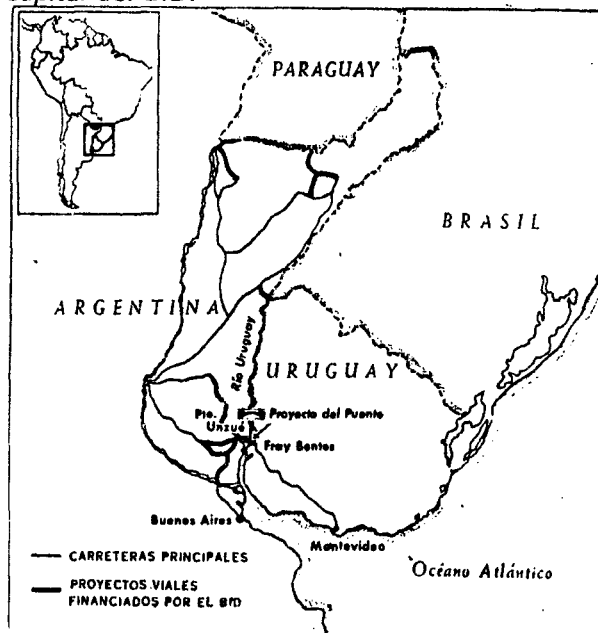 PARAGUAY
BRASIL
ARGENTINA
Río Uruguay
URUGUAY
Pto.
Unzué
Proyecto del Puente
Fray Bentos
Buenos Aires
Montevideo
CARRETERAS PRINCIPALES
Océano Atlántico
PROYECTOS VIALES
FINANCIADOS POR EL BID